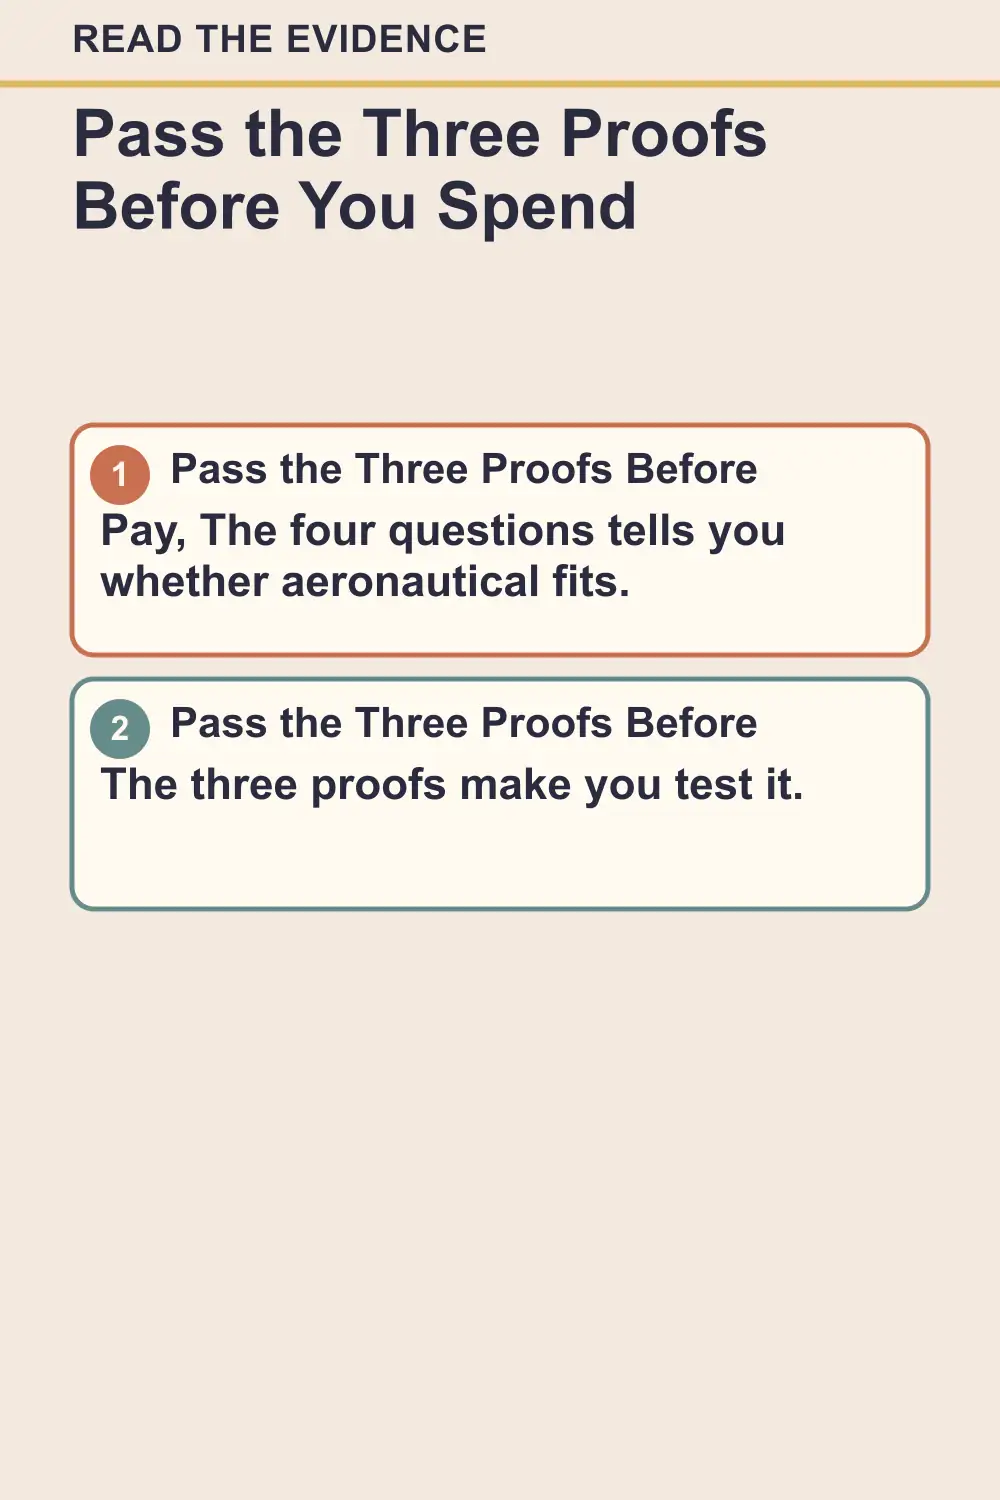 READ THE EVIDENCE
Pass the Three Proofs
Before You Spend
1 Pass the Three Proofs Before
Pay, The four questions tells you
whether aeronautical fits.
2 Pass the Three Proofs Before
The three proofs make you test it.